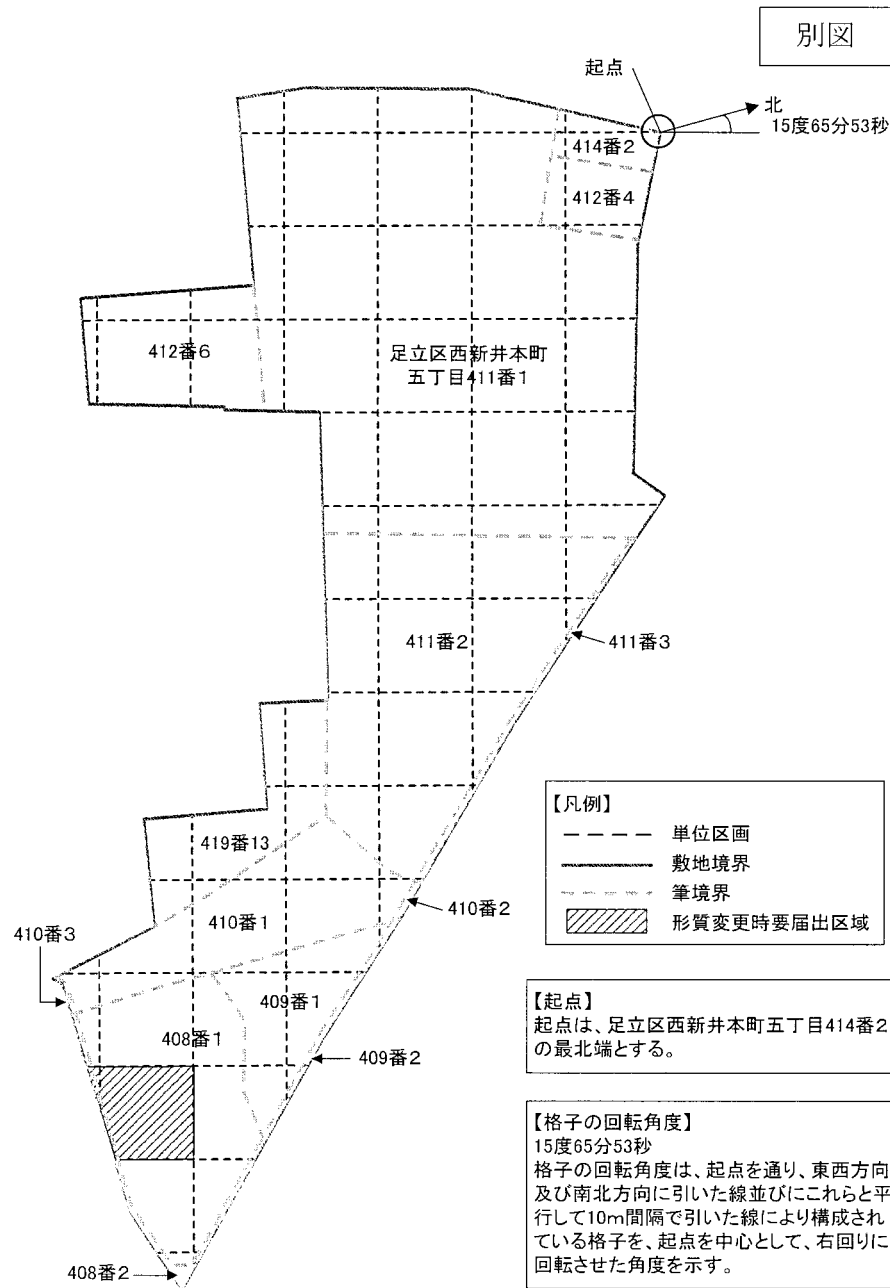 別図
起点
北
15度65分53秒
414番2
412番4
412番6
足立区西新井本町
五丁目411番1
411番2
411番3
【凡例】
単位区画
敷地境界
筆境界
形質変更時要届出区域
419番13
410番2
410番1
410番3
409番1
408番1
409番2
【起点】
起点は、足立区西新井本町五丁目414番2
の最北端とする。
【格子の回転角度】
15度65分53秒
格子の回転角度は、起点を通り、東西方向
及び南北方向に引いた線並びにこれらと平
行して10m間隔で引いた線により構成され
ている格子を、起点を中心として、右回りに
回転させた角度を示す。
408番2